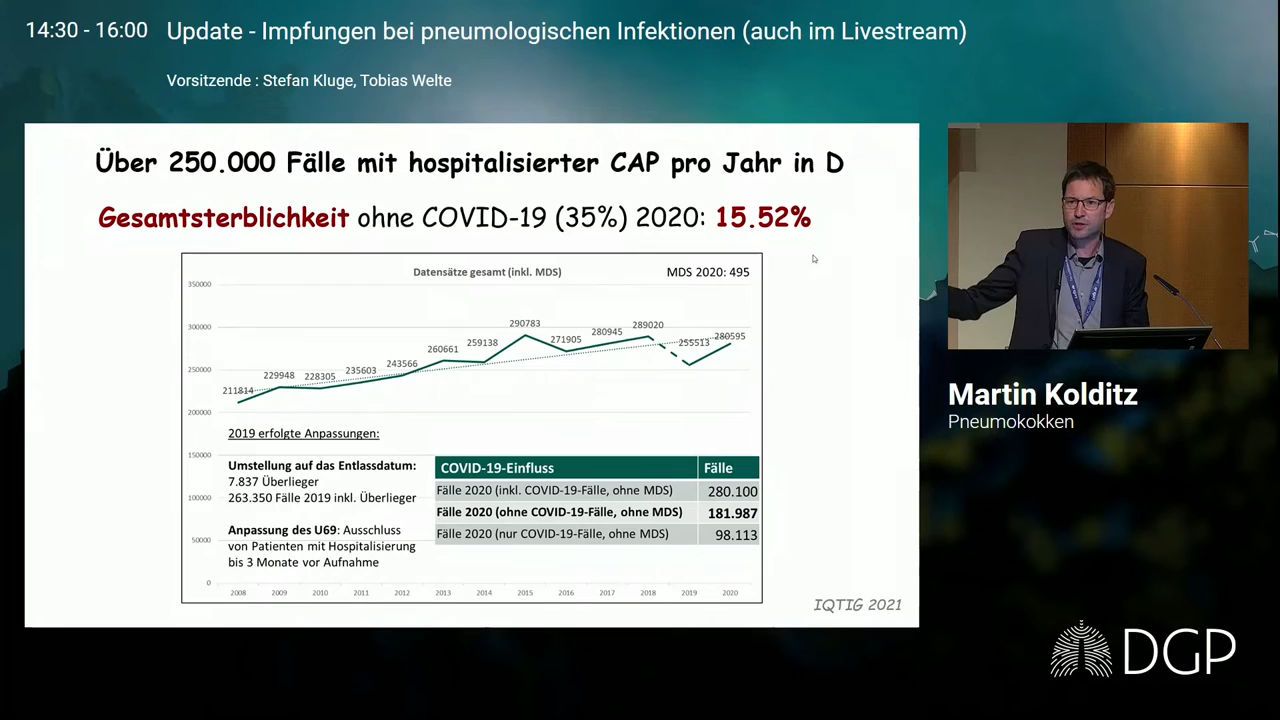 14:30 - 16:00 Update - Impfungen bei pneumologischen Infektionen (auch im Livestream)
Vorsitzende : Stefan Kluge, Tobias Welte
Über 250.000 Fälle mit hospitalisierter CAP pro Jahr in D
Gesamtsterblichkeit ohne COVID-19 (35%) 2020: 15.52%
Datensätze gesamt (inkl. MDS)
MDS 2020: 495
350000
300000
250000
200000
150000
100000
50000
0
211814
229948
228305
235603
243566
260661
259138
290783
271905
280945
289020
255513
280595
2019 erfolgte Anpassungen:
Umstellung auf das Entlassdatum:
7.837 Überlieger
263.350 Fälle 2019 inkl. Überlieger
Anpassung des U69: Ausschluss
von Patienten mit Hospitalisierung
bis 3 Monate vor Aufnahme
COVID-19-Einfluss Fälle
Fälle 2020 (inkl. COVID-19-Fälle, ohne MDS) 280.100
Fälle 2020 (ohne COVID-19-Fälle, ohne MDS) 181.987
Fälle 2020 (nur COVID-19-Fälle, ohne MDS) 98.113
2008 2009 2010 2011 2012 2013 2014 2015 2016 2017 2018 2019 2020
IQTIG 2021
Martin Kolditz
Pneumokokken
DGP